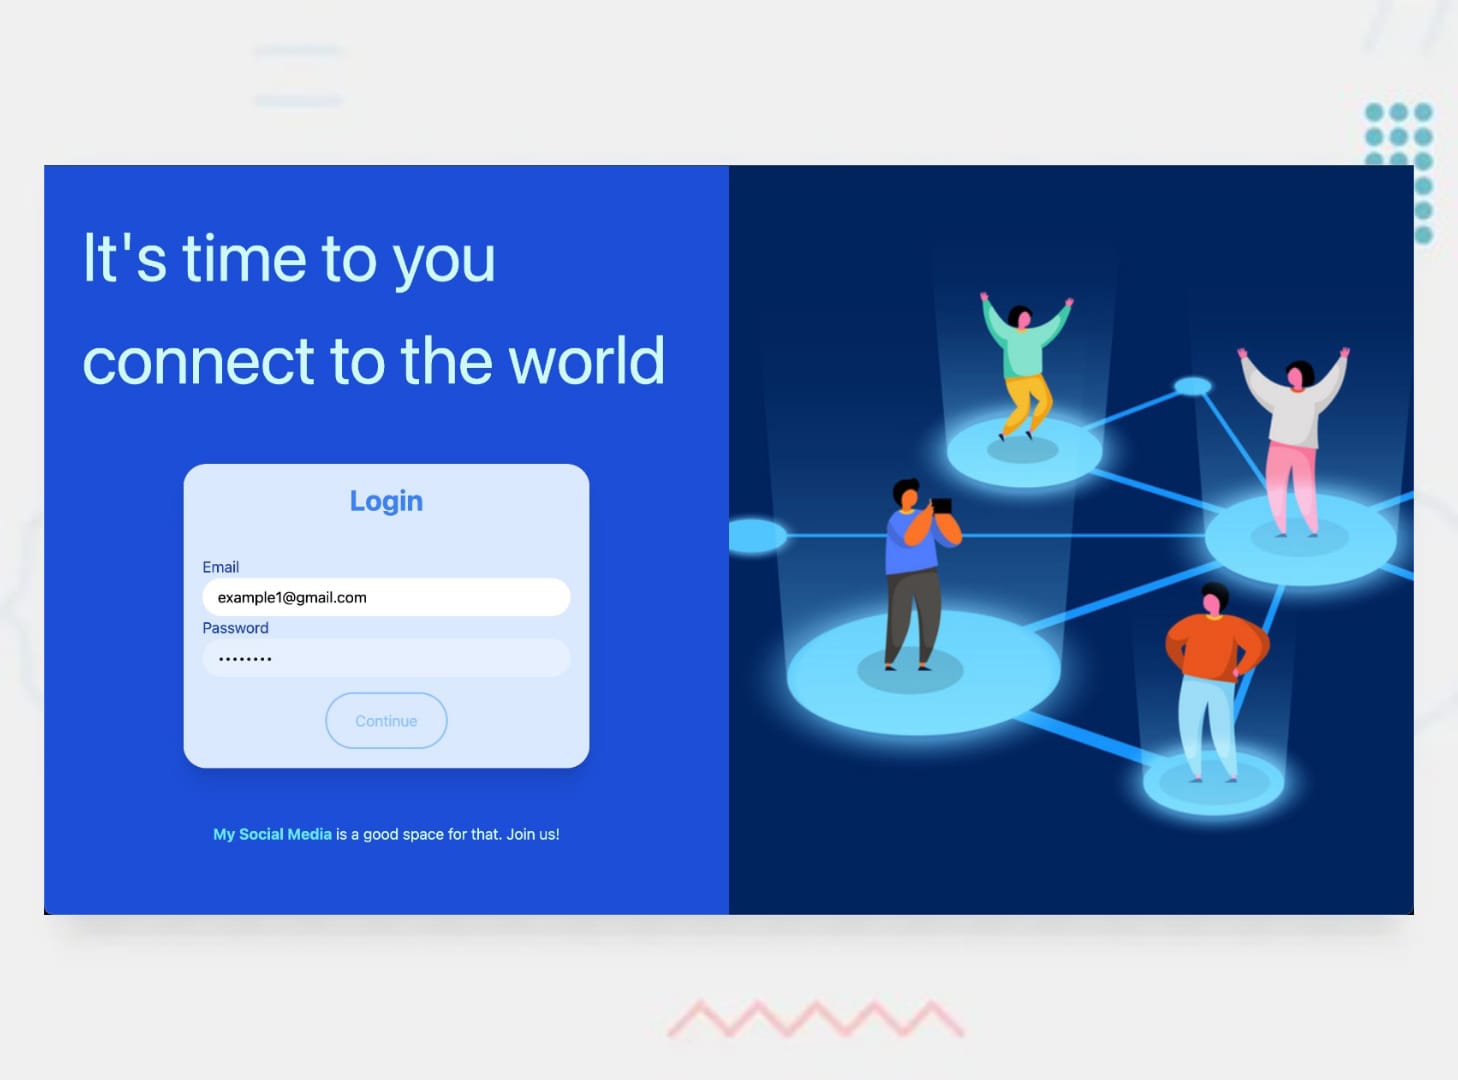 It's time to you
connect to the world
Login
Email
example1@gmail.com
Password
••••••••
Continue
My Social Media is a good space for that. Join us!